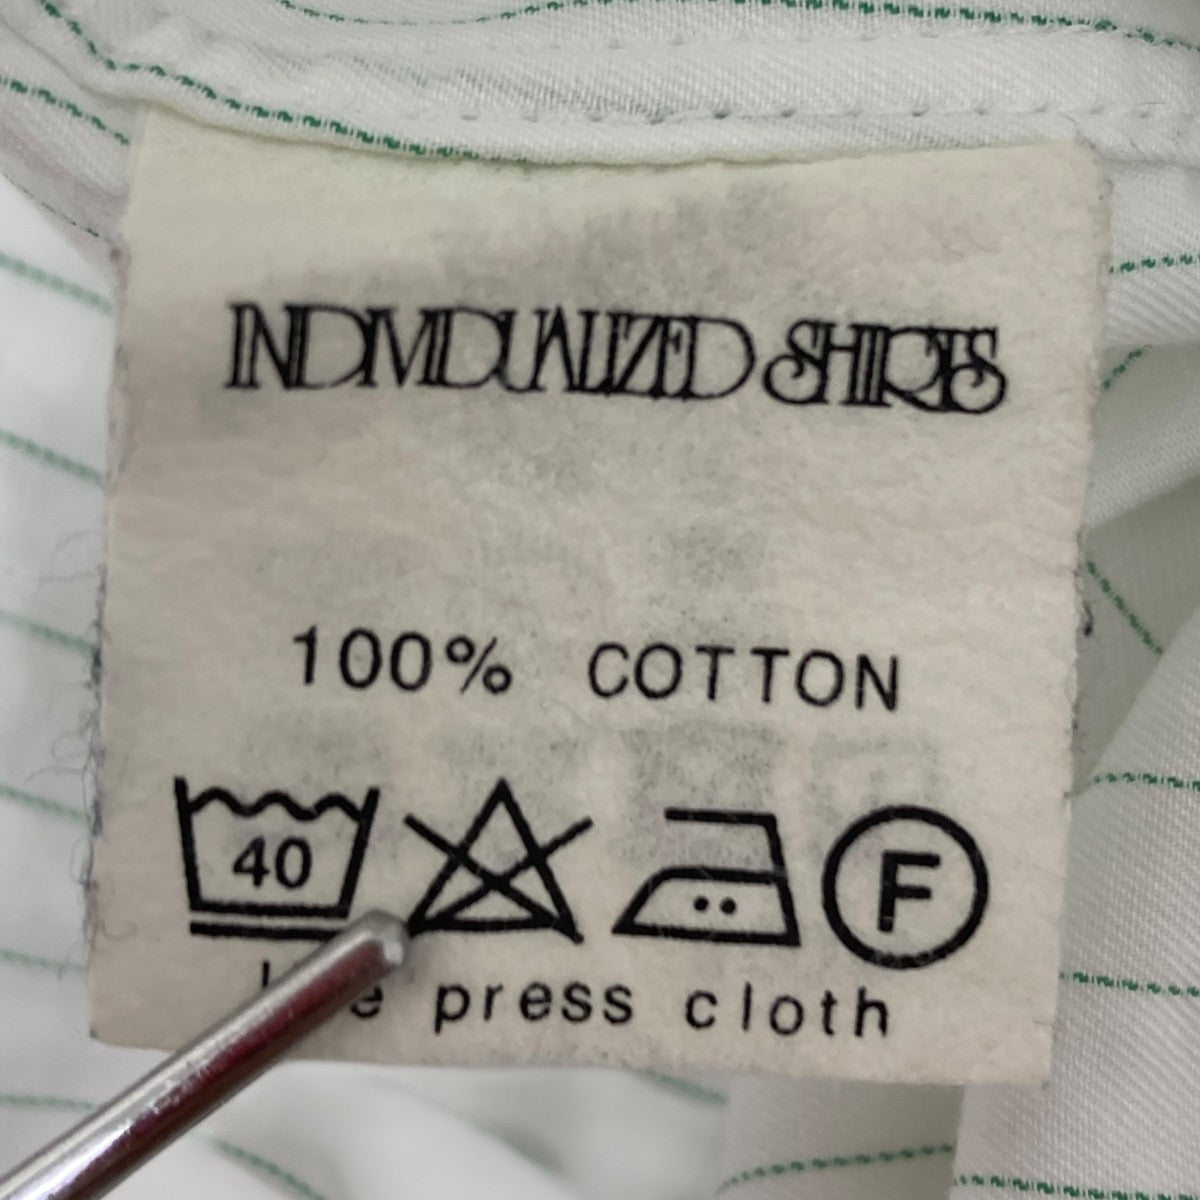 INDIVIDUALIZED SHIRTS
100% COTTON
40 F
press cloth